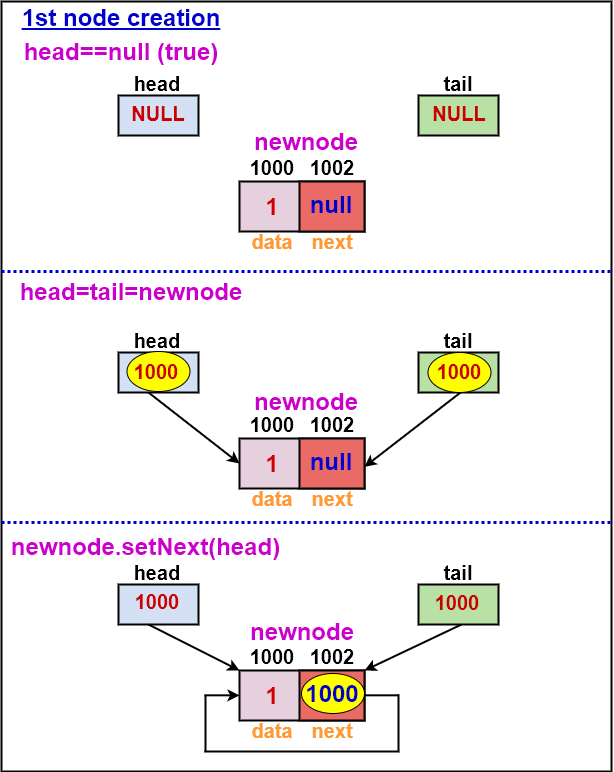 1st node creation
head==null (true)
head tail
NULL NULL
newnode
1000 1002
1 null
data next
head=tail=newnode
head tail
1000 1000
newnode
1000 1002
1 null
data next
newnode.setNext(head)
head tail
1000 1000
newnode
1000 1002
1 1000
data next